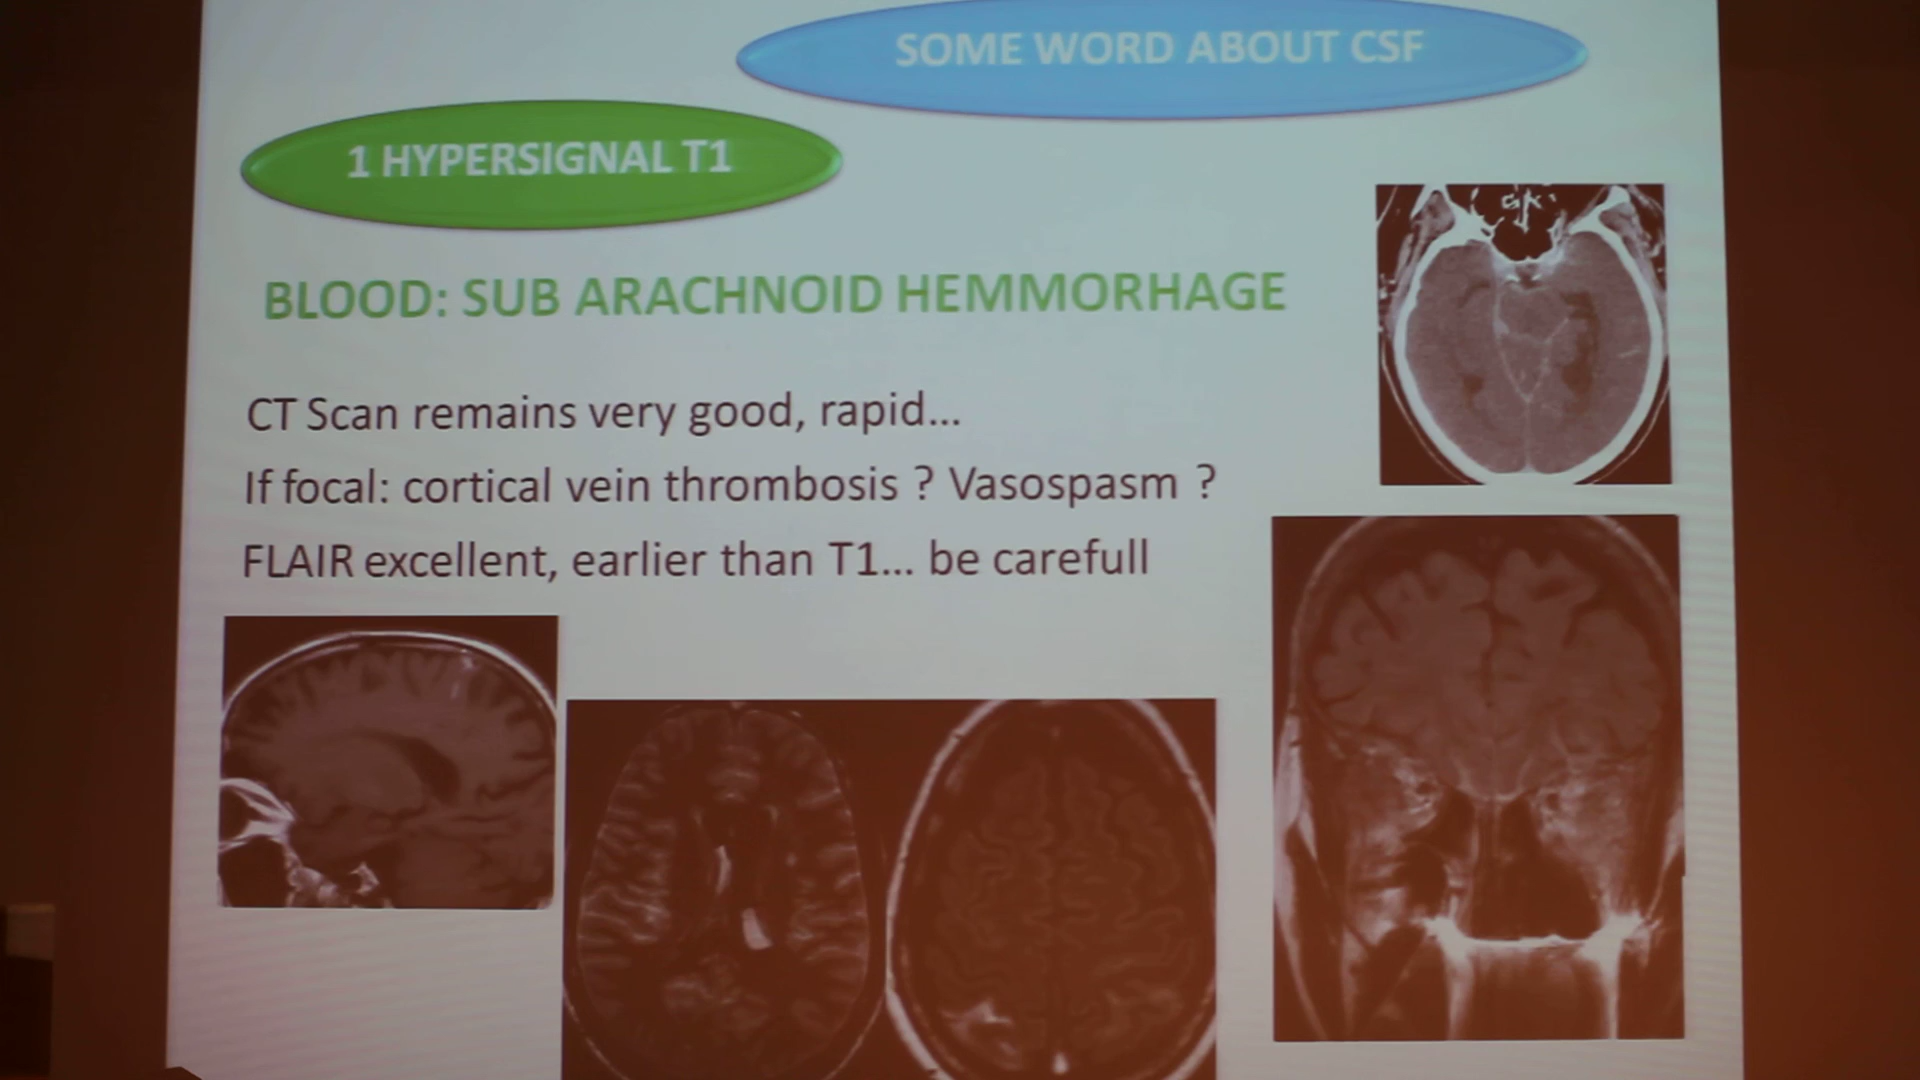 SOME WORD ABOUT CSF
1 HYPERSIGNAL T1
BLOOD: SUB ARACHNOID HEMMORHAGE
CT Scan remains very good, rapid...
If focal: cortical vein thrombosis ? Vasospasm ?
FLAIR excellent, earlier than T1... be carefull